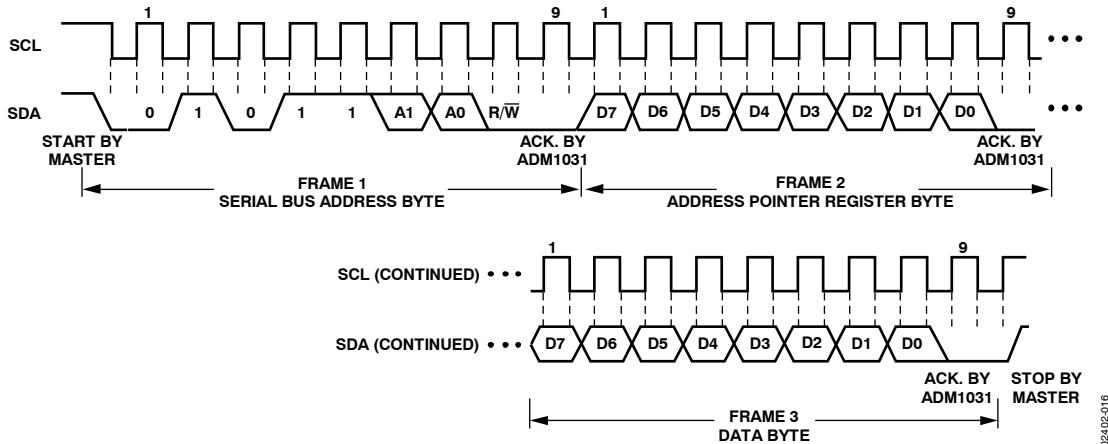 1 9 1 9
SCL
SDA 0 1 0 1 1 A1 A0 R/W̅ D7 D6 D5 D4 D3 D2 D1 D0
START BY MASTER
ACK. BY ADM1031
ACK. BY ADM1031
FRAME 1
SERIAL BUS ADDRESS BYTE
FRAME 2
ADDRESS POINTER REGISTER BYTE
1 9
SCL (CONTINUED)
SDA (CONTINUED) D7 D6 D5 D4 D3 D2 D1 D0
ACK. BY ADM1031
STOP BY MASTER
FRAME 3
DATA BYTE
02402-016